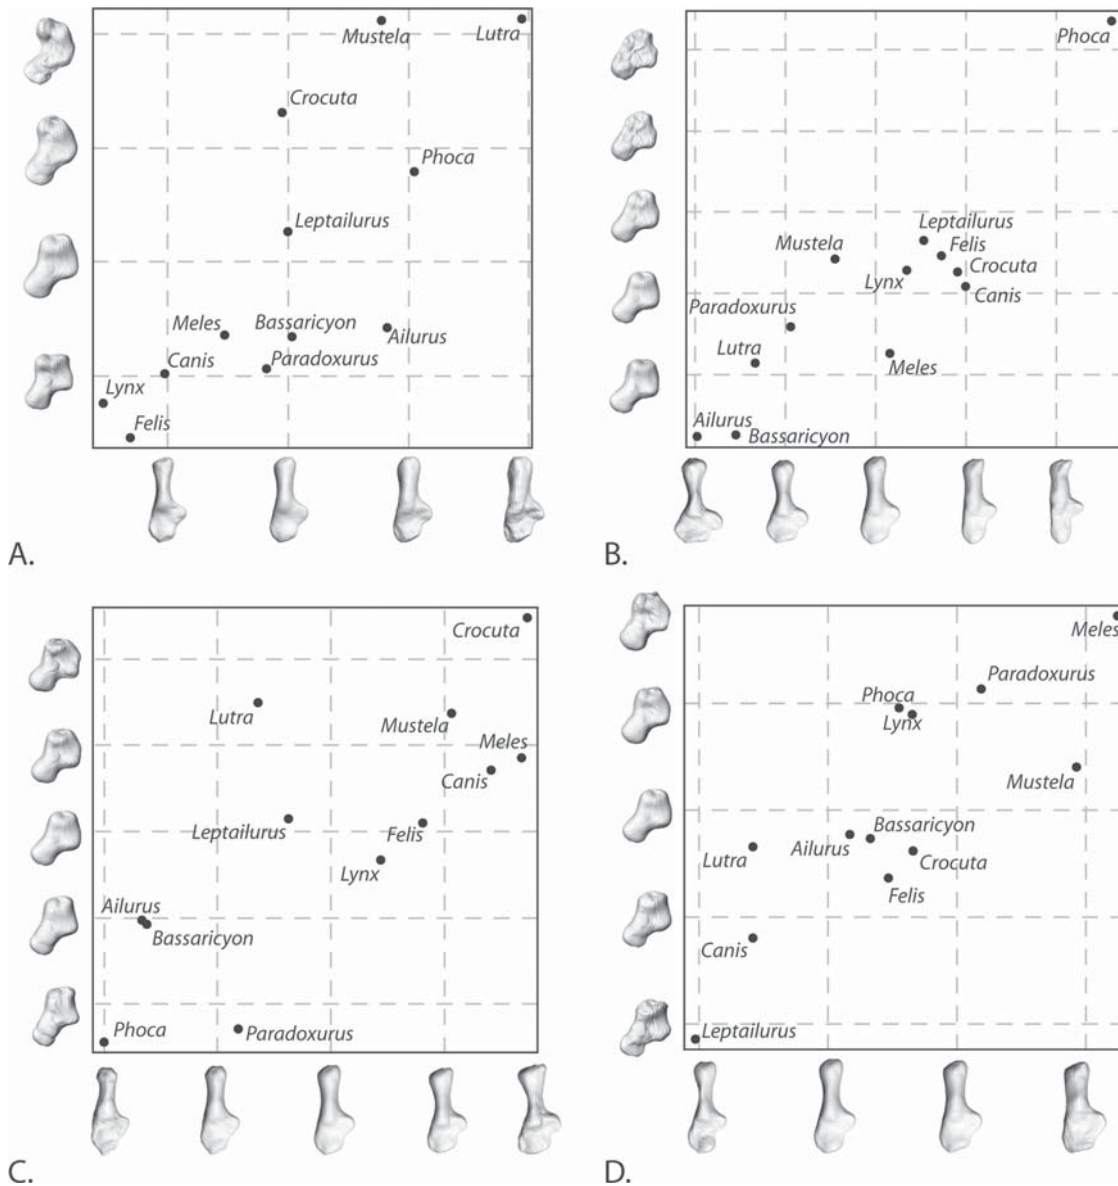 Mustela
Lutra
Crocuta
Phoca
Leptailurus
Meles
Bassaricyon
Ailurus
Canis
Paradoxurus
Lynx
Felis
A.
Phoca
Leptailurus
Mustela
Felis
Lynx
Crocuta
Canis
Paradoxurus
Lutra
Meles
Ailurus
Bassaricyon
B.
Crocuta
Lutra
Mustela
Meles
Canis
Leptailurus
Felis
Lynx
Ailurus
Bassaricyon
Phoca
Paradoxurus
C.
Meles
Paradoxurus
Phoca
Lynx
Mustela
Bassaricyon
Ailurus
Lutra
Crocuta
Felis
Canis
Leptailurus
D.